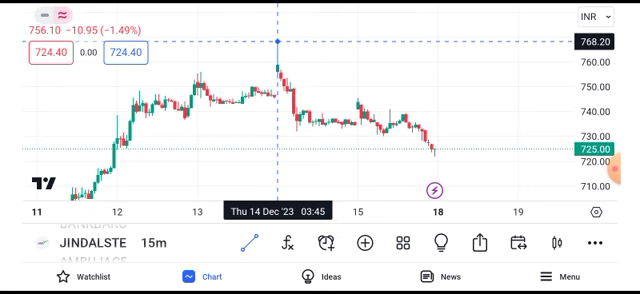 INR
756.10 −10.95 (−1.49%)
724.40 0.00 724.40
768.20
760.00
750.00
740.00
730.00
725.00
720.00
710.00
11 12 13 Thu 14 Dec '23 03:45 15 18 19
JINDALSTE 15m
Watchlist Chart Ideas News Menu